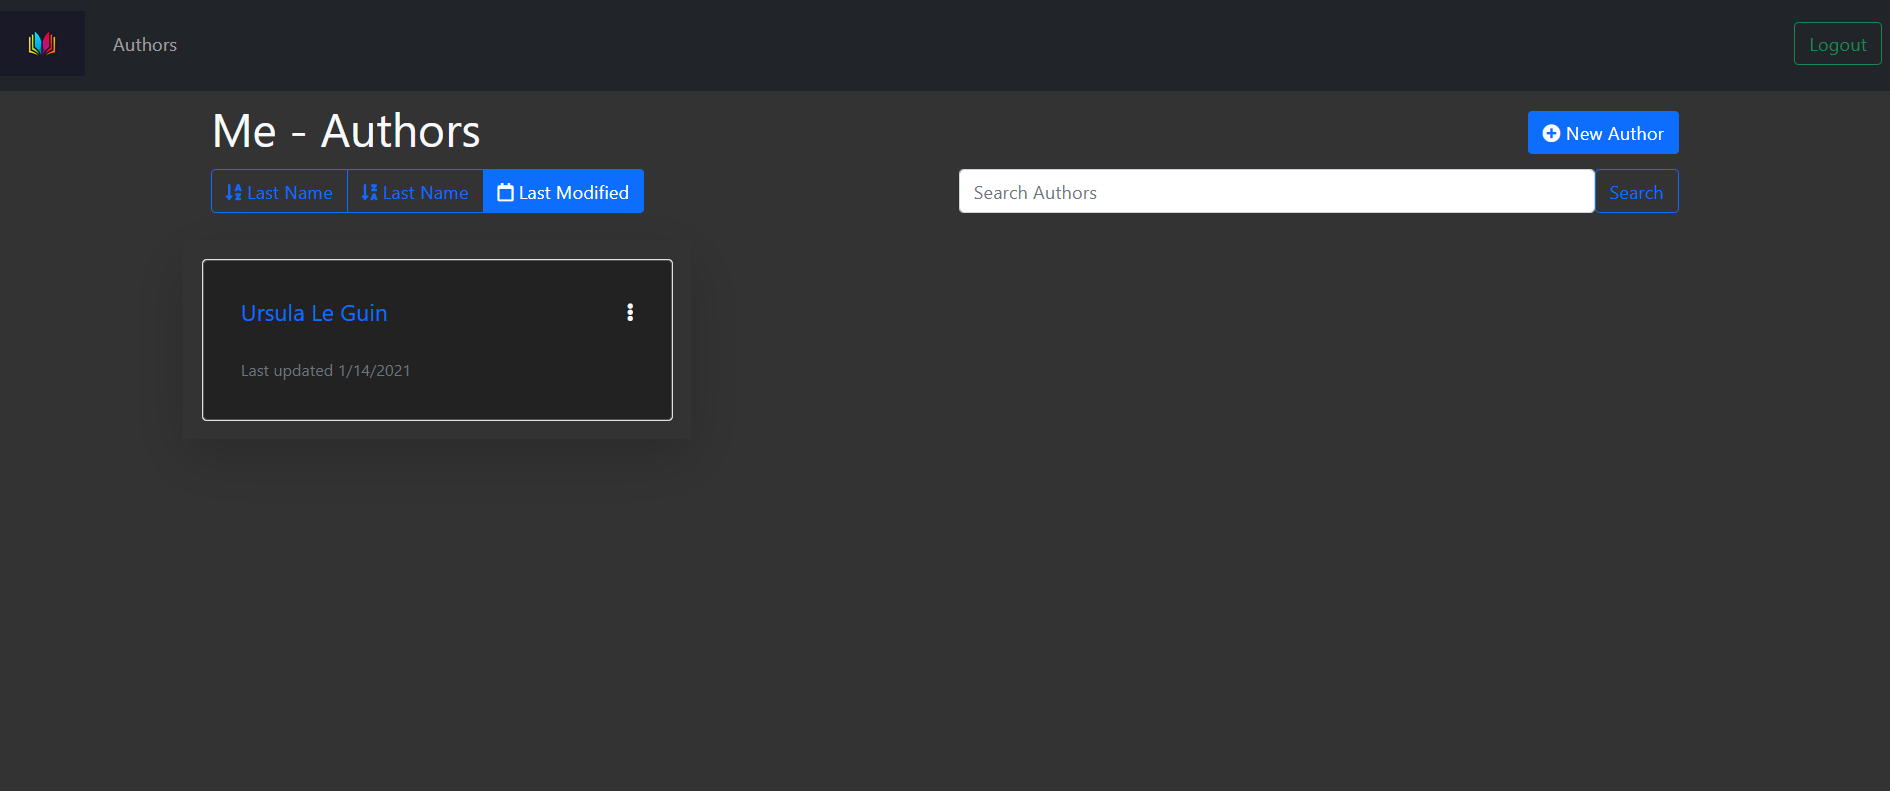 Authors
Logout
Me - Authors
New Author
Last Name
Last Name
Last Modified
Search Authors
Search
Ursula Le Guin
Last updated 1/14/2021